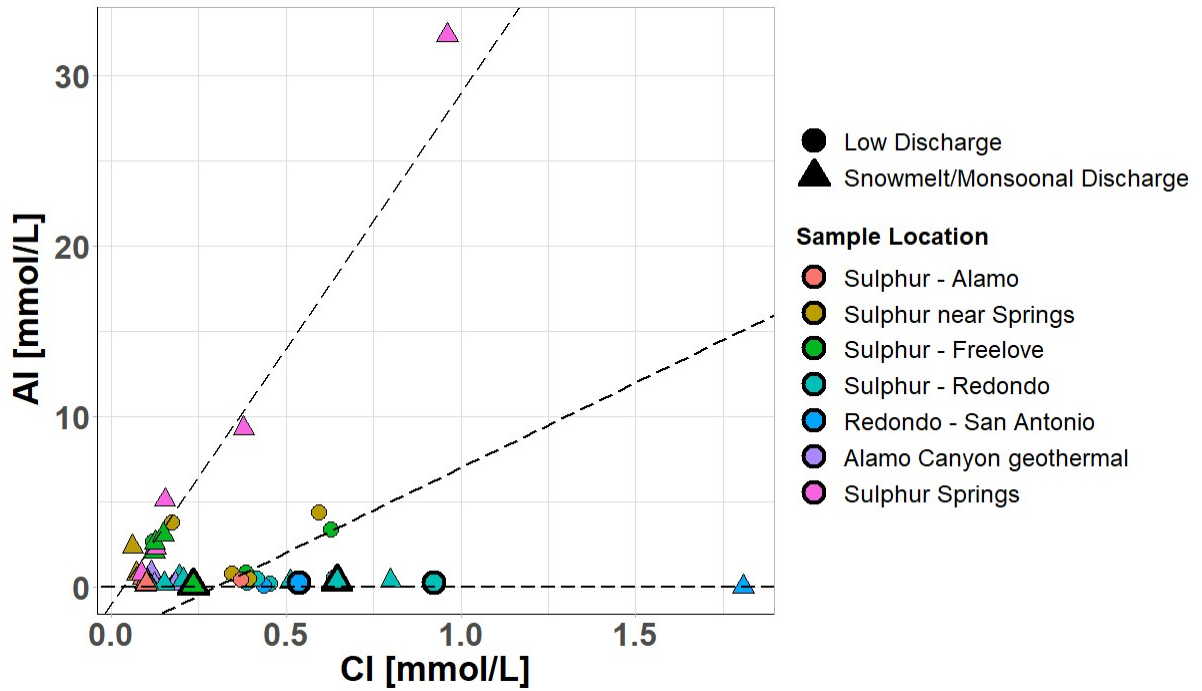 Al [mmol/L]
30
20
10
0
0.0 0.5 1.0 1.5
Cl [mmol/L]
Low Discharge
Snowmelt/Monsoonal Discharge
Sample Location
Sulphur - Alamo
Sulphur near Springs
Sulphur - Freelove
Sulphur - Redondo
Redondo - San Antonio
Alamo Canyon geothermal
Sulphur Springs